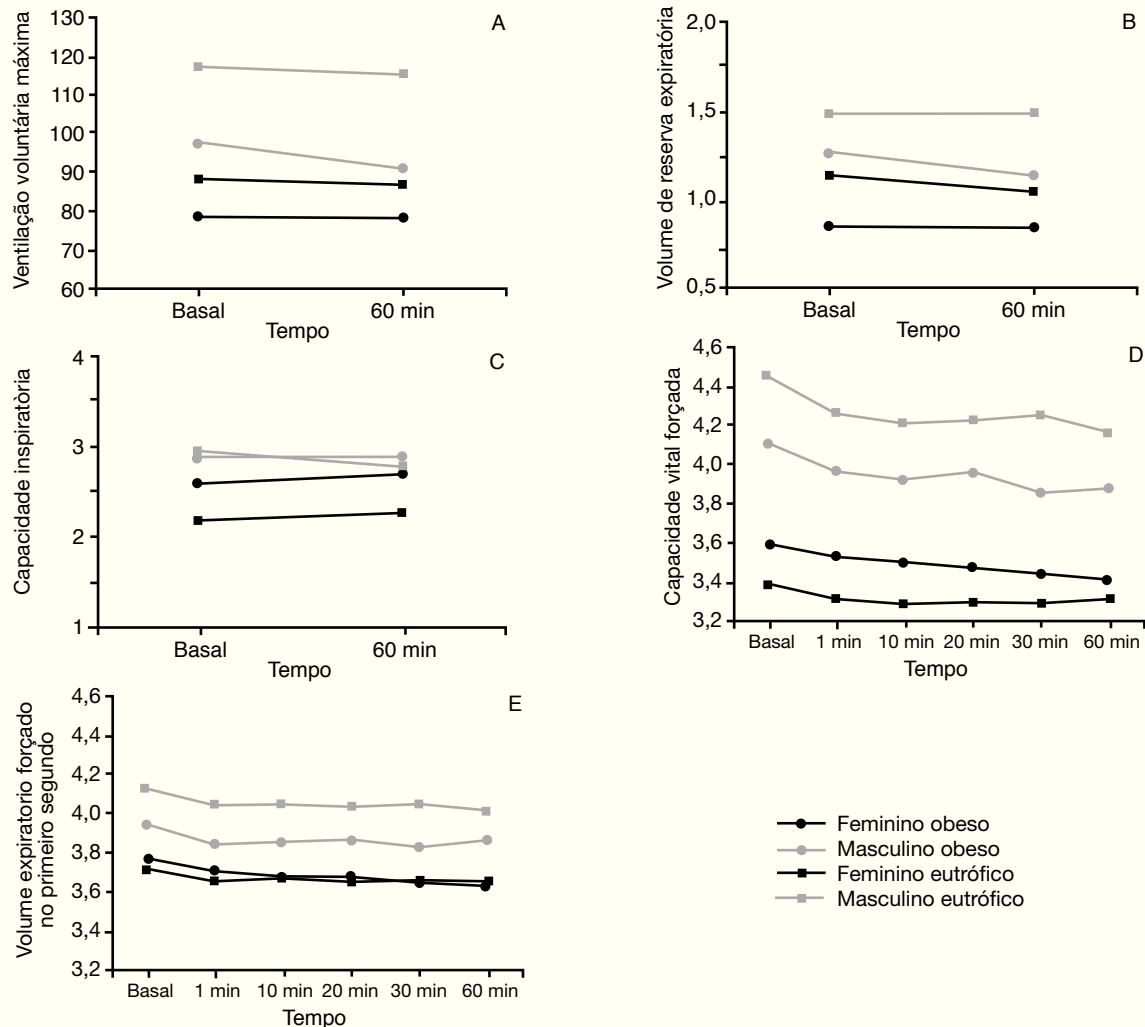 A
Ventilação voluntária máxima
130
120
110
100
90
80
70
60
Basal
60 min
Tempo
B
Volume de reserva expiratória
2,0
1,5
1,0
0,5
Basal
60 min
Tempo
C
Capacidade inspiratòria
4
3
2
1
Basal
60 min
Tempo
D
Capacidade vital forçada
4,6
4,4
4,2
4,0
3,8
3,6
3,4
3,2
Basal
1 min
10 min
20 min
30 min
60 min
Tempo
E
Volume expiratorio forçado
no primeiro segundo
4,6
4,4
4,2
4,0
3,8
3,6
3,4
3,2
Basal
1 min
10 min
20 min
30 min
60 min
Tempo
Feminino obeso
Masculino obeso
Feminino eutrófico
Masculino eutrófico